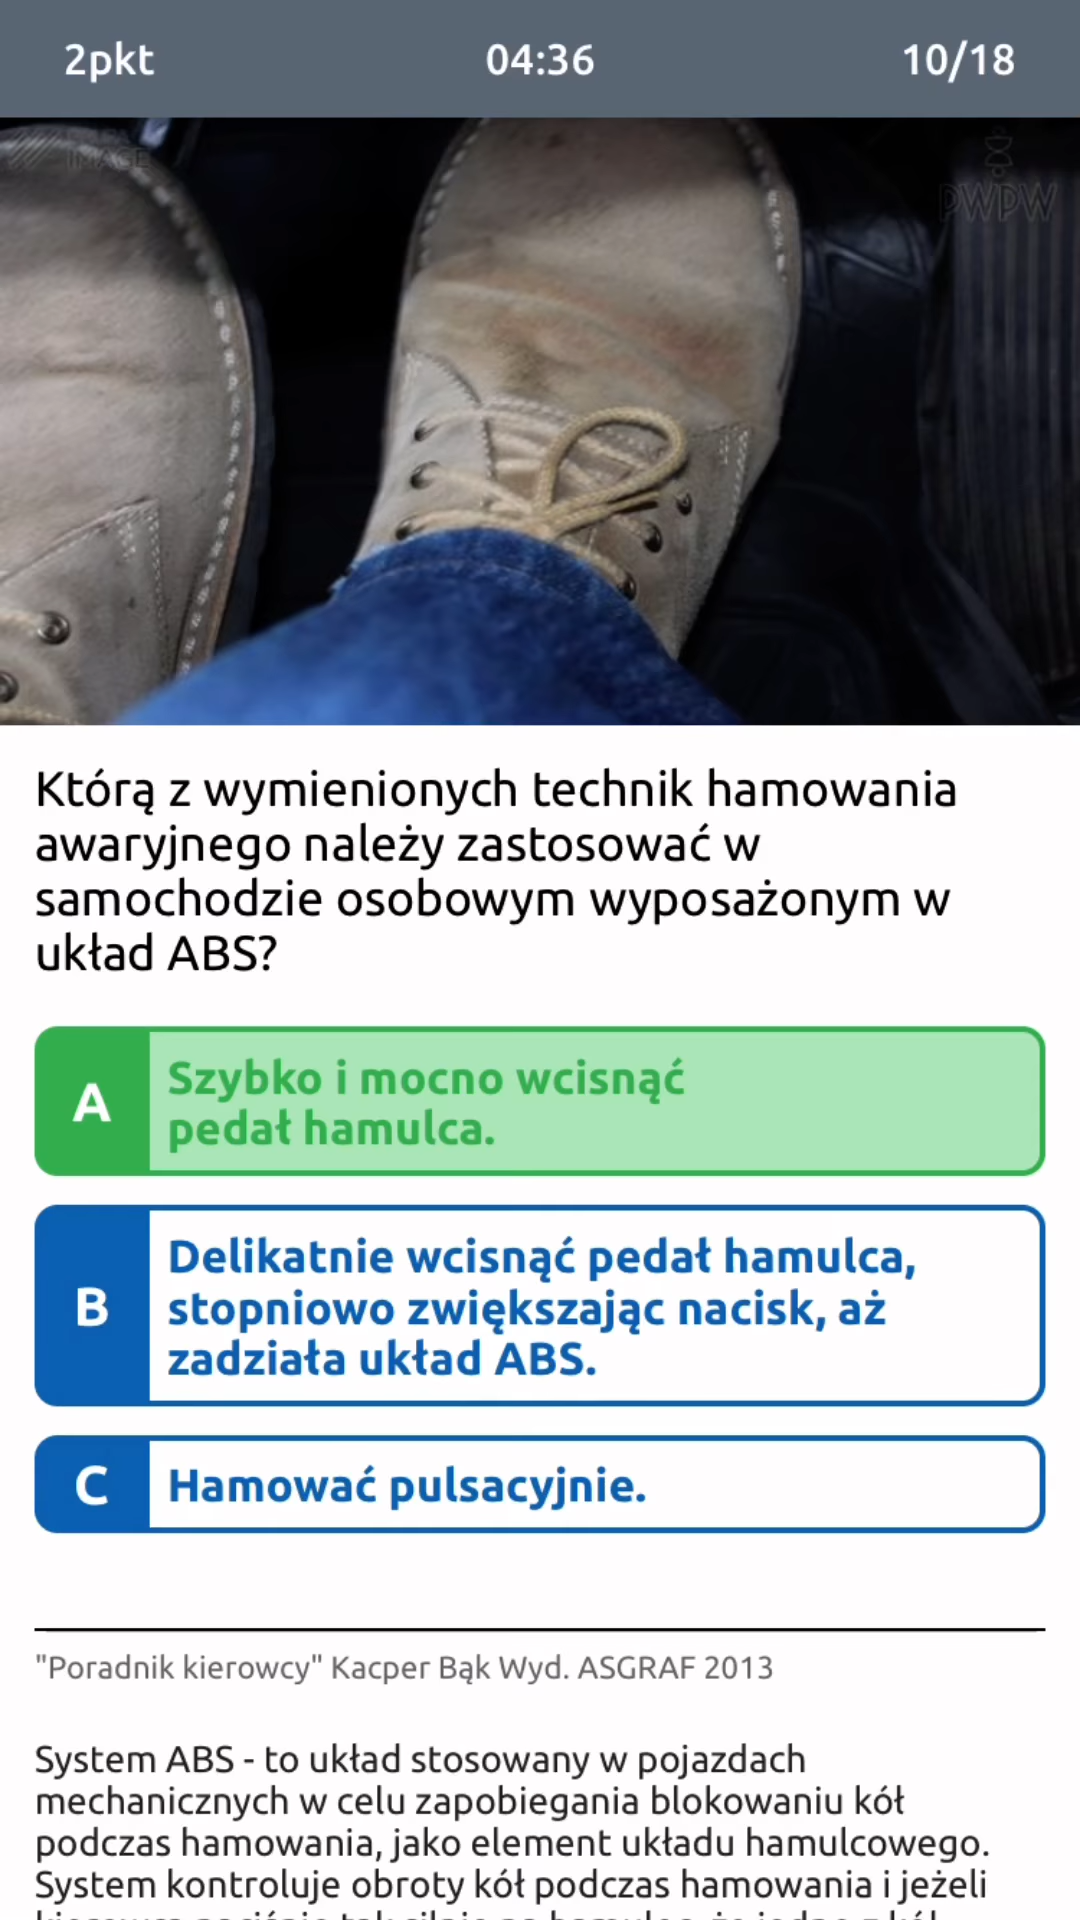 2pkt 04:36 10/18
IMAGE
PWPW
Którą z wymienionych technik hamowania
awaryjnego należy zastosować w
samochodzie osobowym wyposażonym w
układ ABS?
A Szybko i mocno wcisnąć
pedał hamulca.
B Delikatnie wcisnąć pedał hamulca,
stopniowo zwiększając nacisk, aż
zadziała układ ABS.
C Hamować pulsacyjnie.
"Poradnik kierowcy" Kacper Bąk Wyd. ASGRAF 2013
System ABS - to układ stosowany w pojazdach
mechanicznych w celu zapobiegania blokowaniu kół
podczas hamowania, jako element układu hamulcowego.
System kontroluje obroty kół podczas hamowania i jeżeli